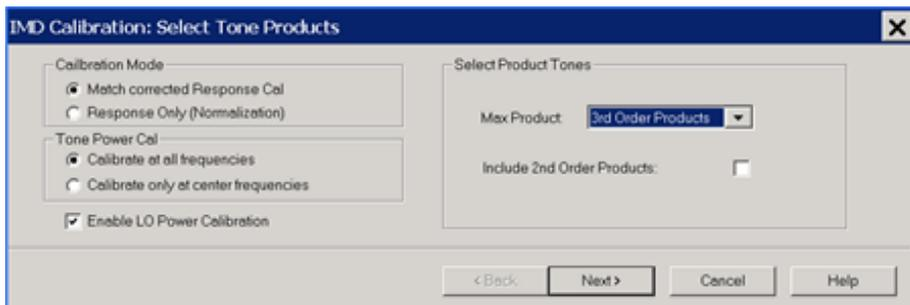 IMD Calibration: Select Tone Products
Cailbration Mode
Match corrected Response Cal
Response Only (Normalization)
Tone Power Cal
Calibrate at all frequencies
Calibrate only at center frequencies
Enable LO Power Calibration
Select Product Tones
Max Product: 3rd Order Products
Include 2nd Order Products:
< Back
Next >
Cancel
Help